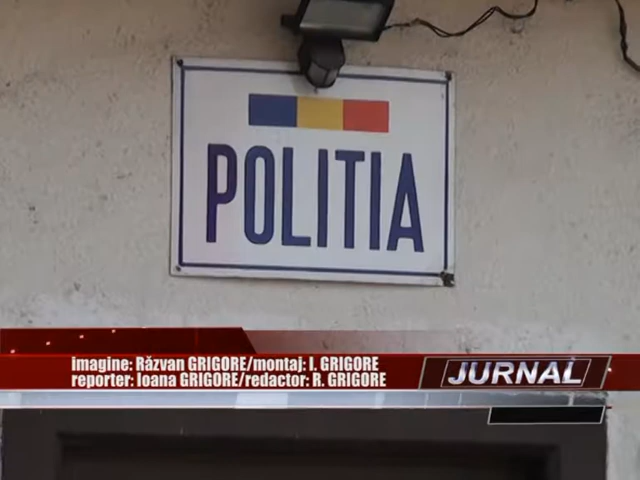 POLITIA
imagine: Răzvan GRIGORE/montaj: I. GRIGORE
reporter: Ioana GRIGORE/redactor: R. GRIGORE
JURNAL